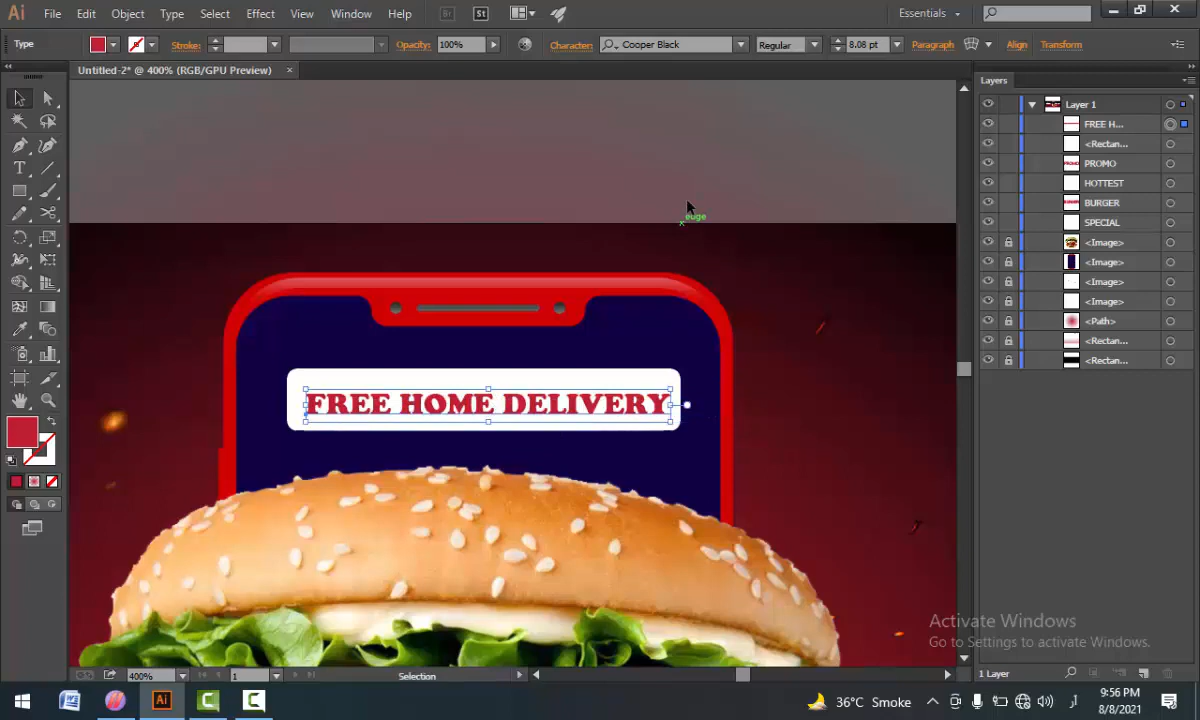 Ai File Edit Object Type Select Effect View Window Help Br St Essentials
Type Stroke: Opacity: 100% Character: Cooper Black Regular 8.08 pt Paragraph Align Transform
Untitled-2* @ 400% (RGB/GPU Preview) ×
Layers
Layer 1
FREE H...
<Rectan...
PROMO
HOTTEST
BURGER
SPECIAL
<Image>
<Image>
<Image>
<Image>
<Path>
<Rectan...
<Rectan...
FREE HOME DELIVERY
Activate Windows
Go to Settings to activate Windows.
400% 1 Selection 1 Layer
Ai 36°C Smoke 9:56 PM
8/8/2021